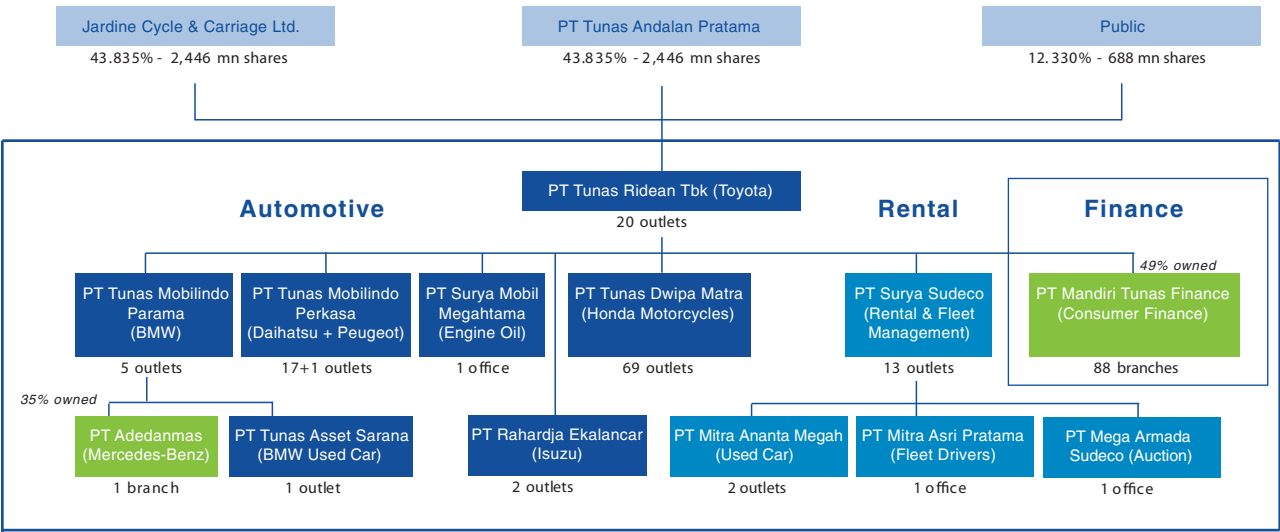 Jardine Cycle & Carriage Ltd.
43.835% - 2,446 mn shares
PT Tunas Andalan Pratama
43.835% - 2,446 mn shares
Public
12.330% - 688 mn shares
PT Tunas Ridean Tbk (Toyota)
20 outlets
Automotive
Rental
Finance
PT Tunas Mobilindo
Parama
(BMW)
5 outlets
PT Tunas Mobilindo
Perkasa
(Daihatsu + Peugeot)
17+1 outlets
PT Surya Mobil
Megahtama
(Engine Oil)
1 office
PT Tunas Dwipa Matra
(Honda Motorcycles)
69 outlets
PT Surya Sudeco
(Rental & Fleet
Management)
13 outlets
49% owned
PT Mandiri Tunas Finance
(Consumer Finance)
88 branches
35% owned
PT Adedanmas
(Mercedes-Benz)
1 branch
PT Tunas Asset Sarana
(BMW Used Car)
1 outlet
PT Rahardja Ekalancar
(Isuzu)
2 outlets
PT Mitra Ananta Megah
(Used Car)
2 outlets
PT Mitra Asri Pratama
(Fleet Drivers)
1 office
PT Mega Armada
Sudeco (Auction)
1 office